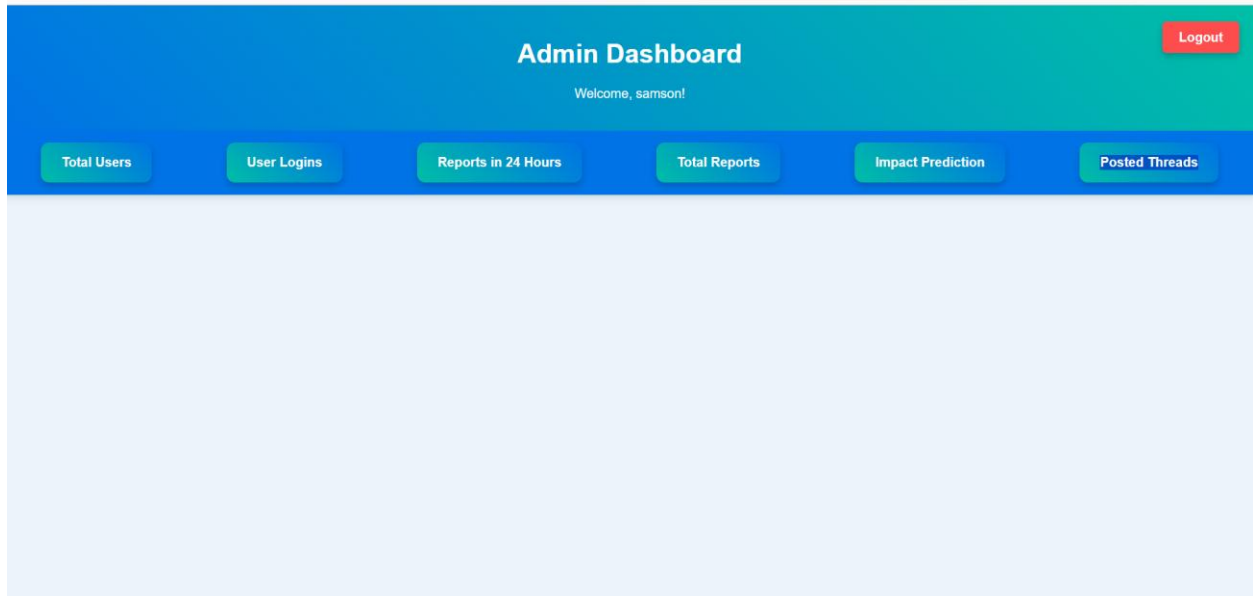 Logout
Admin Dashboard
Welcome, samson!
Total Users User Logins Reports in 24 Hours Total Reports Impact Prediction Posted Threads